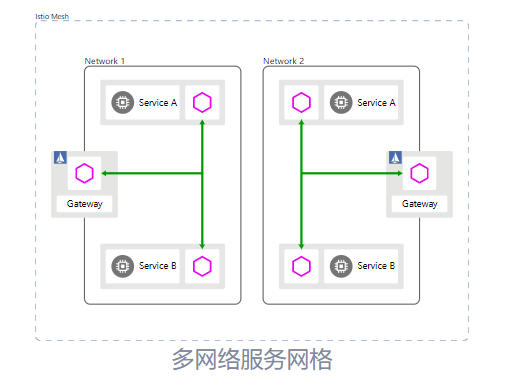 Istio Mesh
Network 1
Network 2
Service A
Service A
Gateway
Gateway
Service B
Service B
多网络服务网格